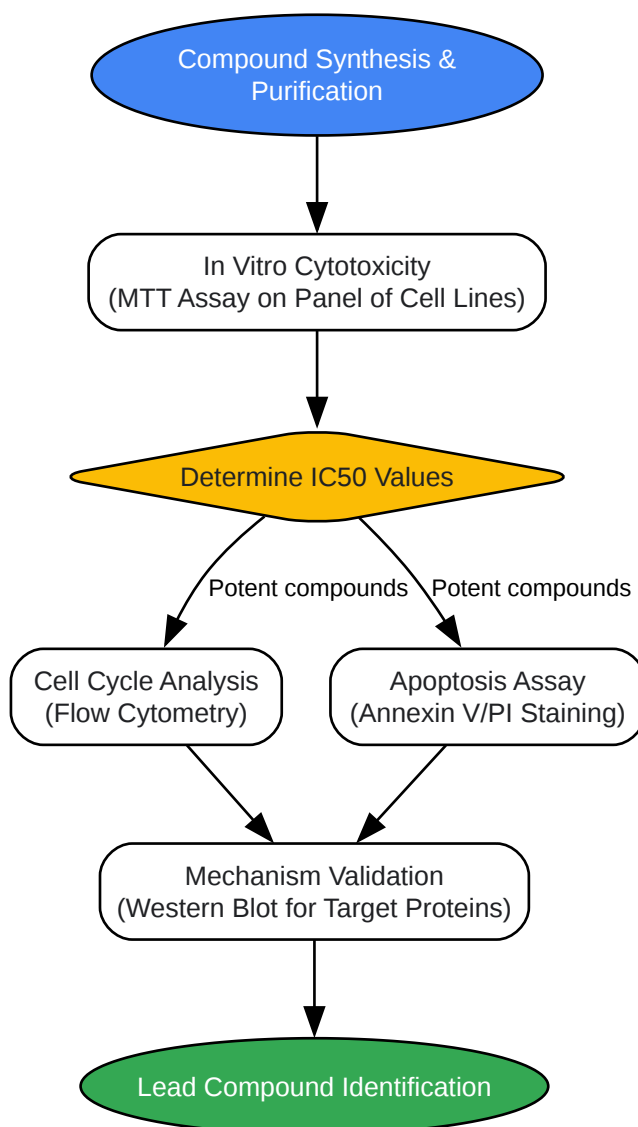 Compound Synthesis &
Purification
In Vitro Cytotoxicity
(MTT Assay on Panel of Cell Lines)
Determine IC50 Values
Potent compounds
Potent compounds
Cell Cycle Analysis
(Flow Cytometry)
Apoptosis Assay
(Annexin V/PI Staining)
Mechanism Validation
(Western Blot for Target Proteins)
Lead Compound Identification